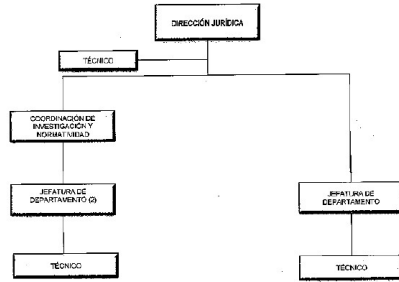 DIRECCIÓN JURÍDICA
TÉCNICO
COORDINACIÓN DE
INVESTIGACIÓN Y
NORMATIVIDAD
JEFATURA DE
DEPARTAMENTO (2)
JEFATURA DE
DEPARTAMENTO
TÉCNICO
TÉCNICO